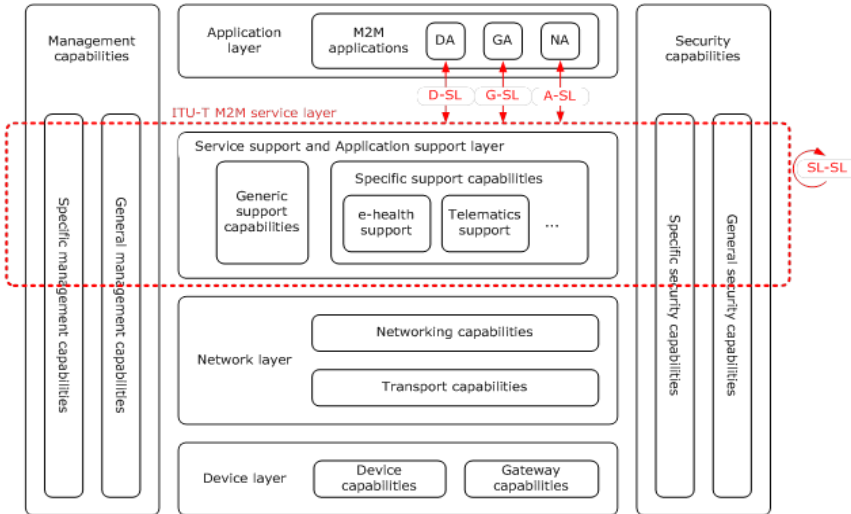 Management
capabilities
Specific management capabilities
General management capabilities
Application
layer
M2M
applications
DA
GA
NA
D-SL
G-SL
A-SL
ITU-T M2M service layer
Service support and Application support layer
Generic
support
capabilities
Specific support capabilities
e-health
support
Telematics
support
...
Network layer
Networking capabilities
Transport capabilities
Device layer
Device
capabilities
Gateway
capabilities
Security
capabilities
Specific security capabilities
General security capabilities
SL-SL